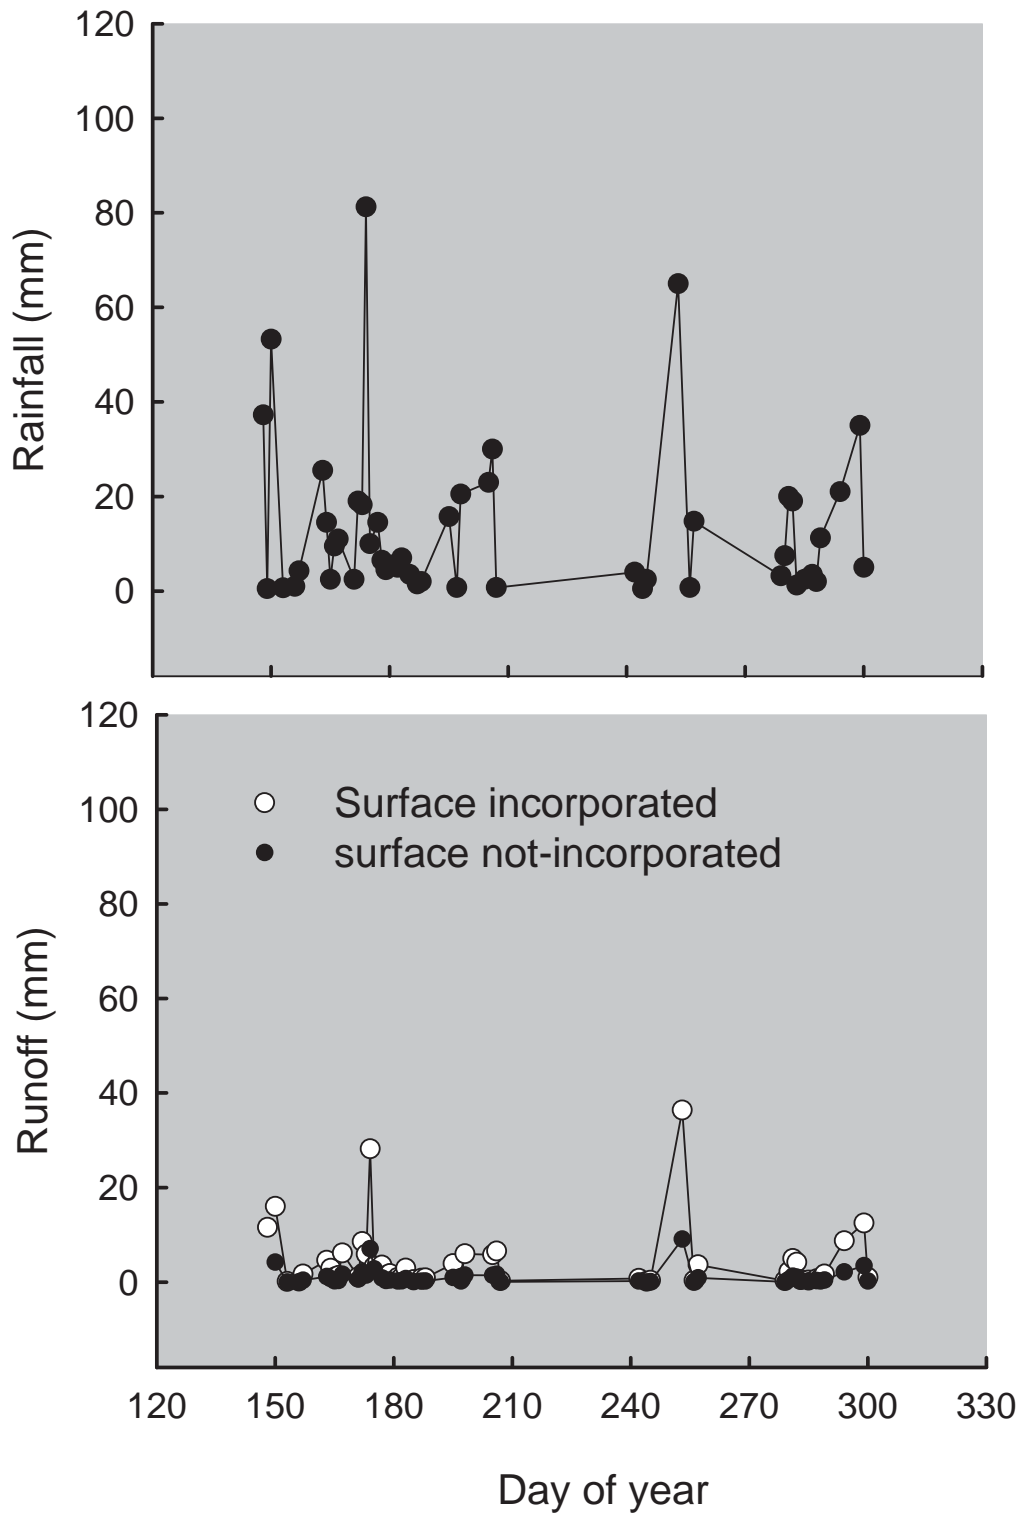 120
100
80
60
40
20
0
Rainfall (mm)
120
100
80
60
40
20
0
Runoff (mm)
Surface incorporated
surface not-incorporated
120 150 180 210 240 270 300 330
Day of year